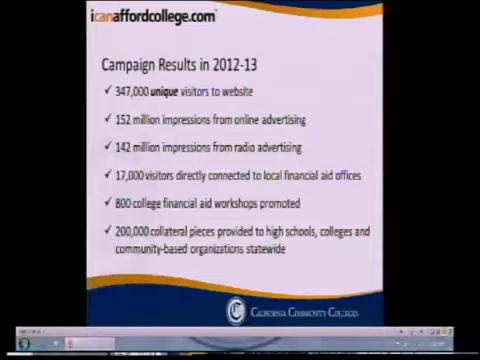 icanaffordcollege.com
Campaign Results in 2012-13
✓ 347,000 unique visitors to website
✓ 152 million impressions from online advertising
✓ 142 million impressions from radio advertising
✓ 17,000 visitors directly connected to local financial aid offices
✓ 800 college financial aid workshops promoted
✓ 200,000 collateral pieces provided to high schools, colleges and
community-based organizations statewide
CALIFORNIA COMMUNITY COLLEGES